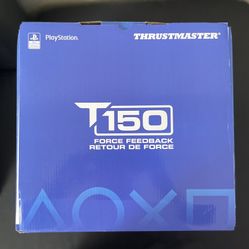 PlayStation.
THRUSTMASTER®
T150
FORCE FEEDBACK
RETOUR DE FORCE